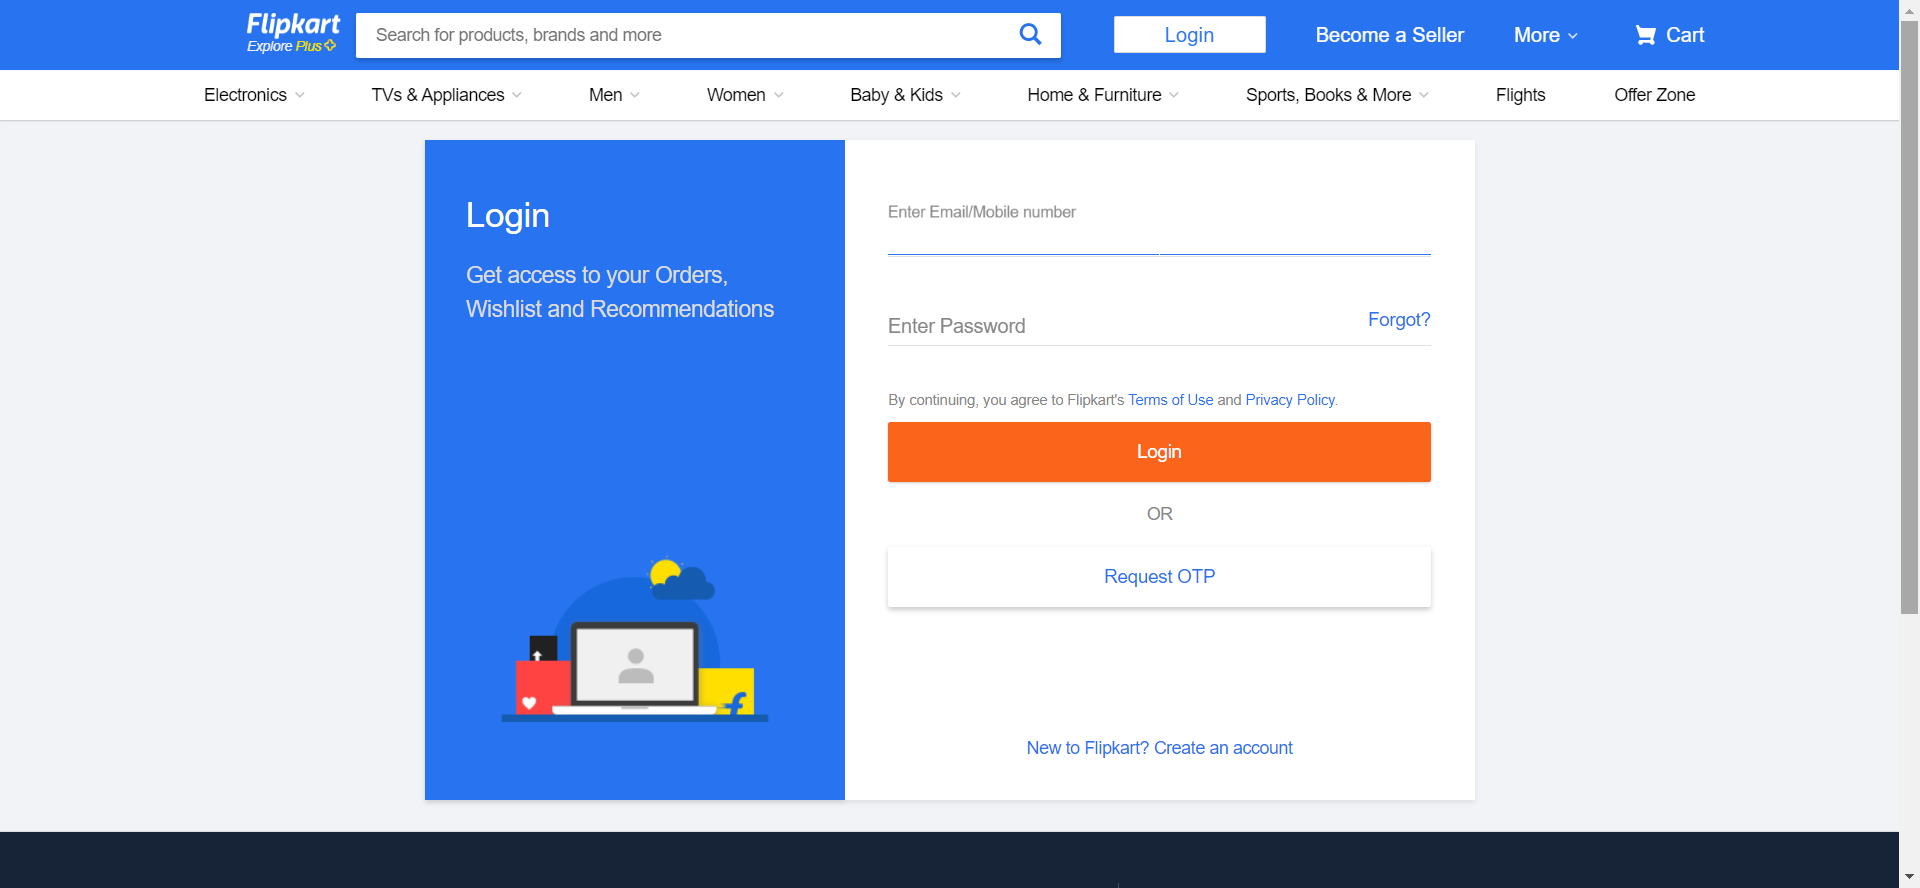 Flipkart
Explore Plus
Search for products, brands and more
Login
Become a Seller
More
Cart
Electronics
TVs & Appliances
Men
Women
Baby & Kids
Home & Furniture
Sports, Books & More
Flights
Offer Zone
Login
Get access to your Orders,
Wishlist and Recommendations
Enter Email/Mobile number
Enter Password
Forgot?
By continuing, you agree to Flipkart's Terms of Use and Privacy Policy.
Login
OR
Request OTP
New to Flipkart? Create an account